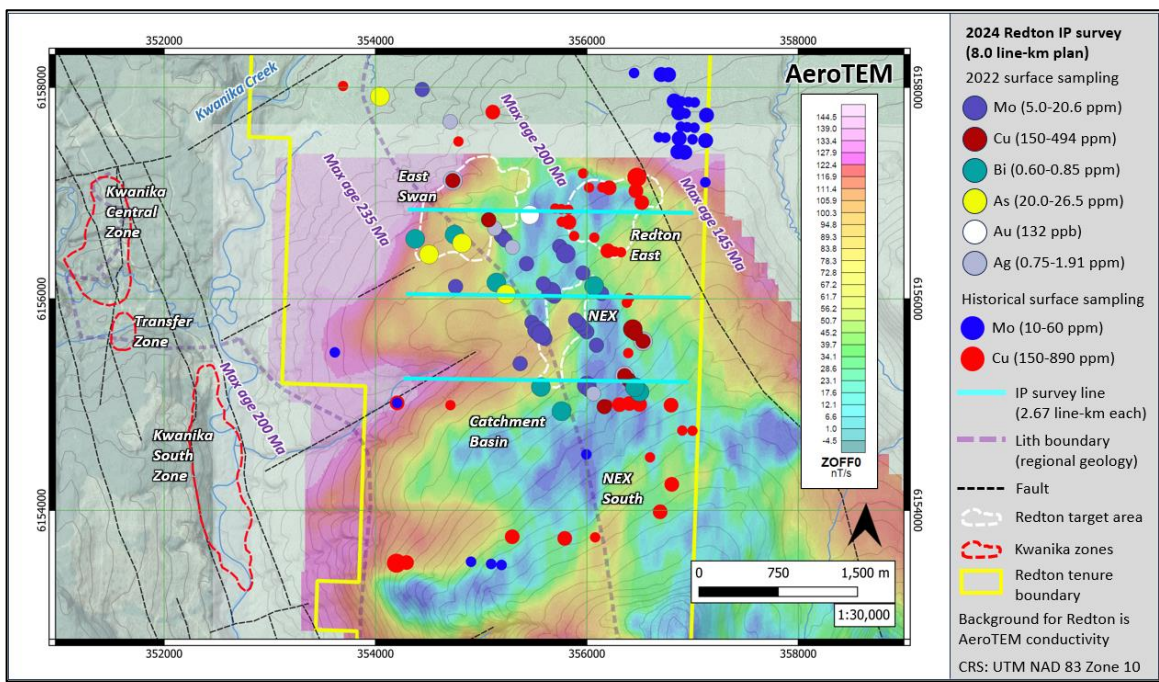 352000
354000
356000
358000
6158000
6156000
6154000
6158000
6156000
6154000
352000
354000
356000
358000
AeroTEM
Kwanika Creek
Max age 200 Ma
Max age 235 Ma
East
Swan
Kwanika
Central
Zone
Redton
East
Max age 145 Ma
Transfer
Zone
NEX
Max age 200 Ma
Kwanika
South
Zone
Catchment
Basin
NEX
South
144.5
139.0
133.4
127.9
122.4
116.9
111.4
105.9
100.3
94.8
89.3
83.8
78.3
72.8
67.2
61.7
56.2
50.7
45.2
39.7
34.1
28.6
23.1
17.6
12.1
6.6
1.0
-4.5
ZOFF0
nT/s
0
750
1,500 m
1:30,000
2024 Redton IP survey
(8.0 line-km plan)
2022 surface sampling
Mo (5.0-20.6 ppm)
Cu (150-494 ppm)
Bi (0.60-0.85 ppm)
As (20.0-26.5 ppm)
Au (132 ppb)
Ag (0.75-1.91 ppm)
Historical surface sampling
Mo (10-60 ppm)
Cu (150-890 ppm)
IP survey line
(2.67 line-km each)
Lith boundary
(regional geology)
Fault
Redton target area
Kwanika zones
Redton tenure
boundary
Background for Redton is
AeroTEM conductivity
CRS: UTM NAD 83 Zone 10